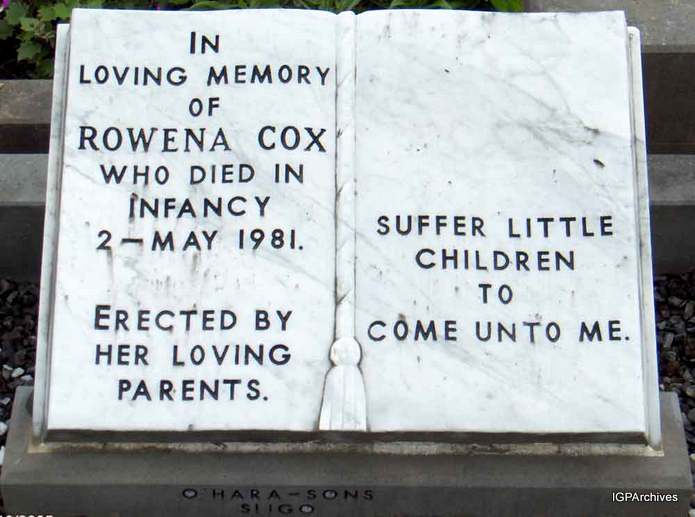 IN
LOVING MEMORY
OF
ROWENA COX
WHO DIED IN
INFANCY
2 – MAY 1981.
ERECTED BY
HER LOVING
PARENTS.
SUFFER LITTLE
CHILDREN
TO
COME UNTO ME.
O'HARA – SONS
SLIGO
IGPArchives